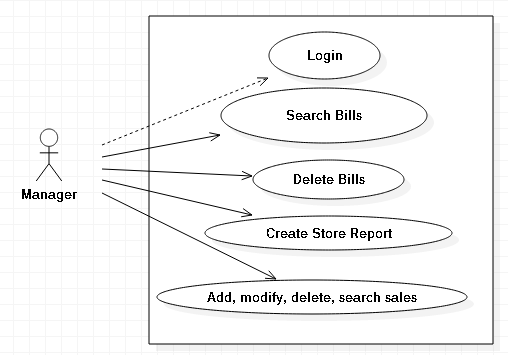 Login
Search Bills
Delete Bills
Manager
Create Store Report
Add, modify, delete, search sales